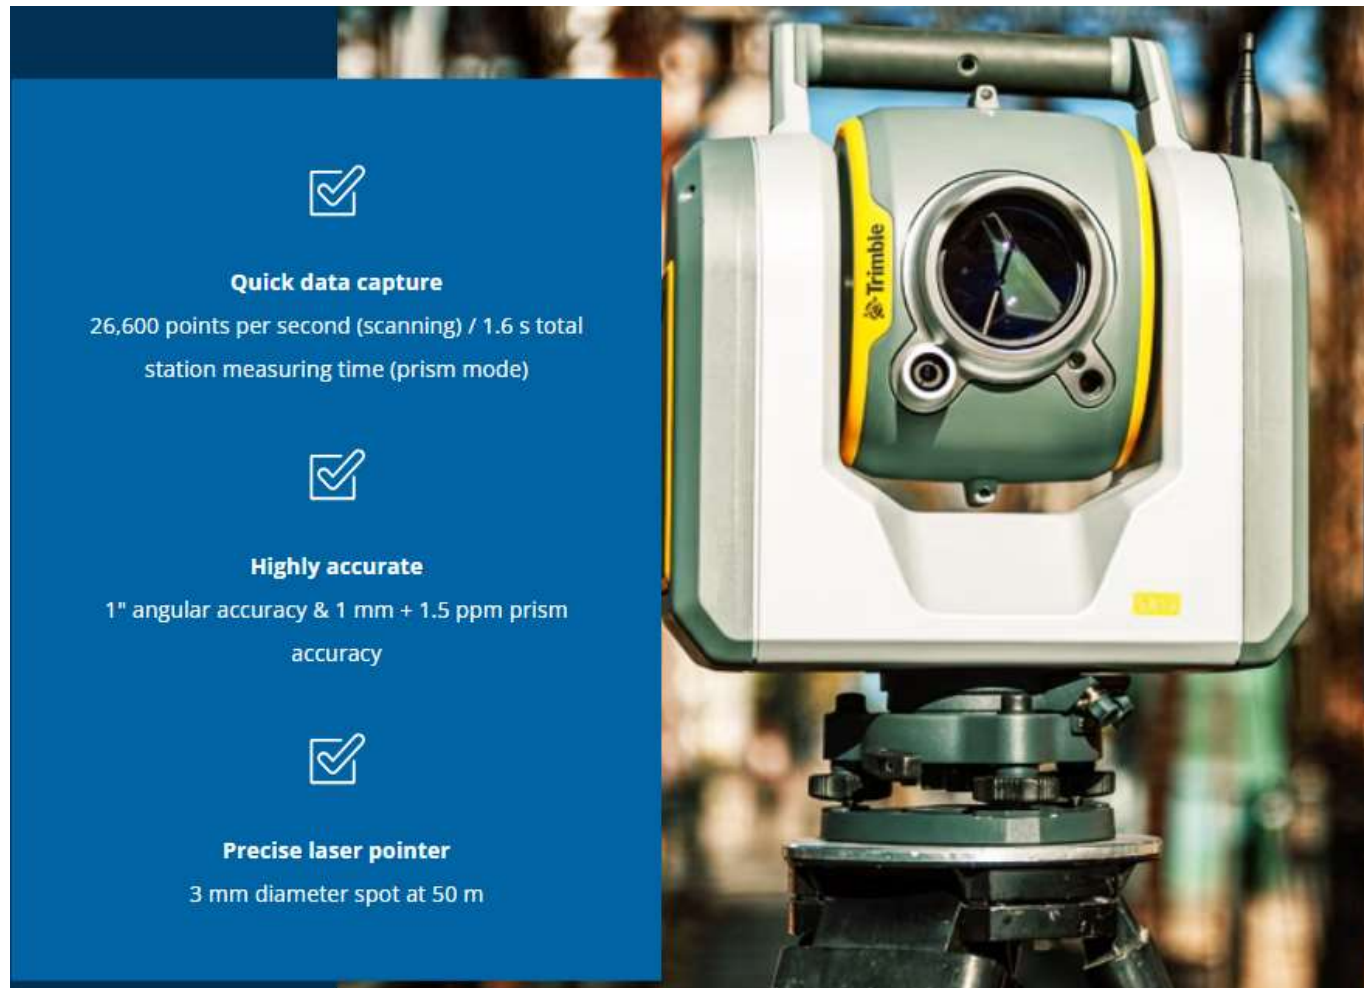 Quick data capture
26,600 points per second (scanning) / 1.6 s total
station measuring time (prism mode)
Highly accurate
1" angular accuracy & 1 mm + 1.5 ppm prism
accuracy
Precise laser pointer
3 mm diameter spot at 50 m
Trimble